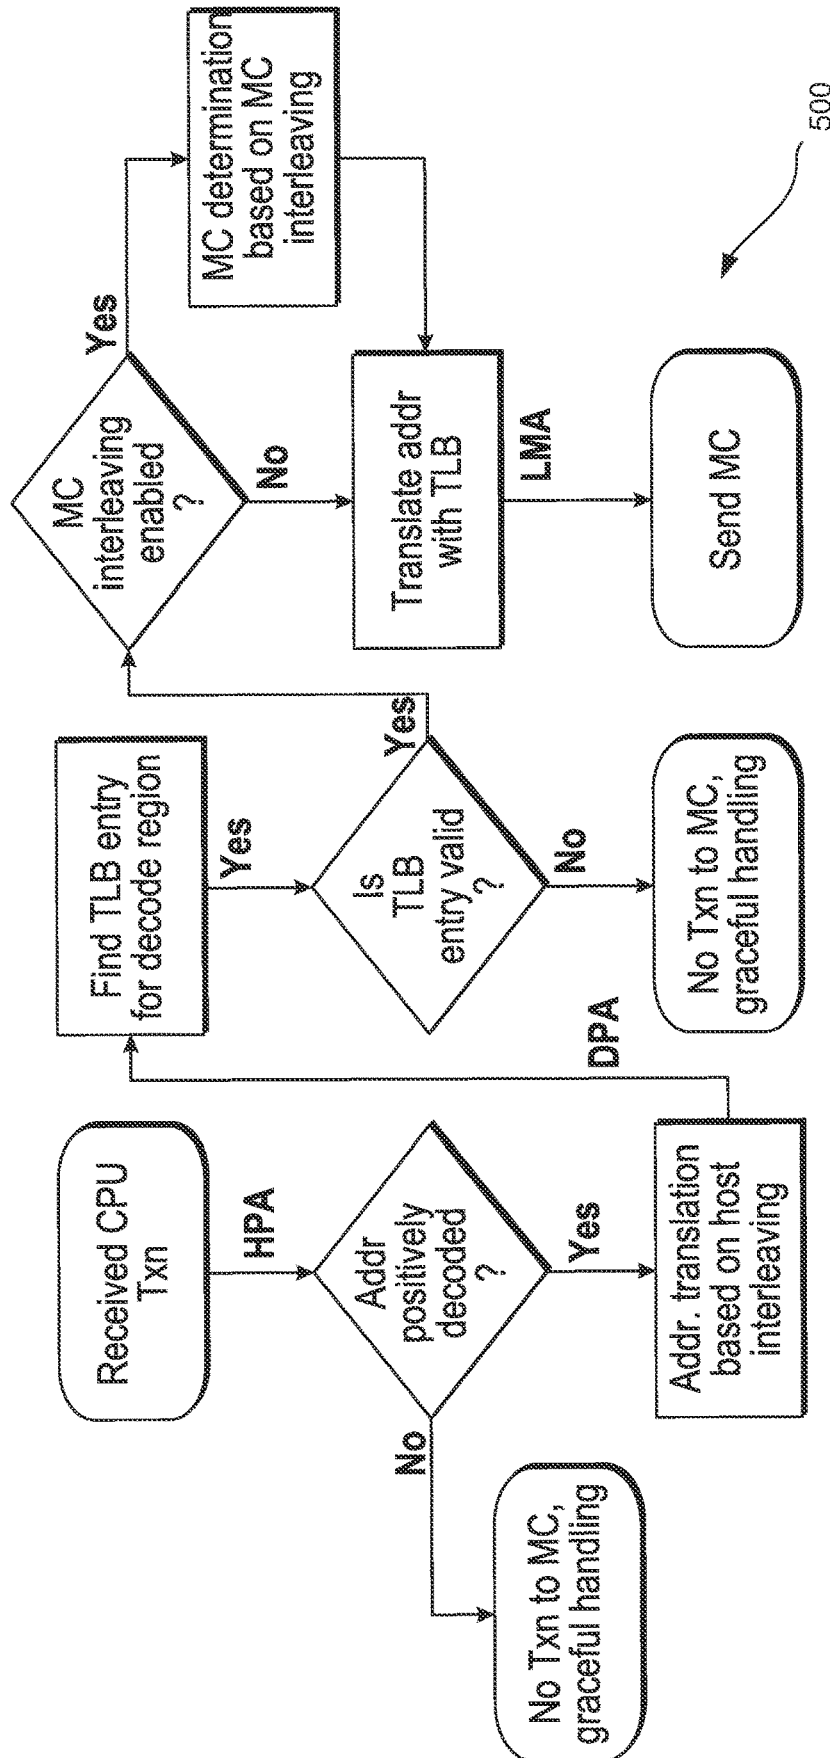 Received CPU
Txn
HPA
Addr
positively
decoded
?
No
No Txn to MC,
graceful handling
Yes
Addr. translation
based on host
interleaving
DPA
Find TLB entry
for decode region
Yes
Is
TLB
entry valid
?
No
No Txn to MC,
graceful handling
Yes
MC
interleaving
enabled
?
Yes
MC determination
based on MC
interleaving
No
Translate addr
with TLB
LMA
Send MC
500